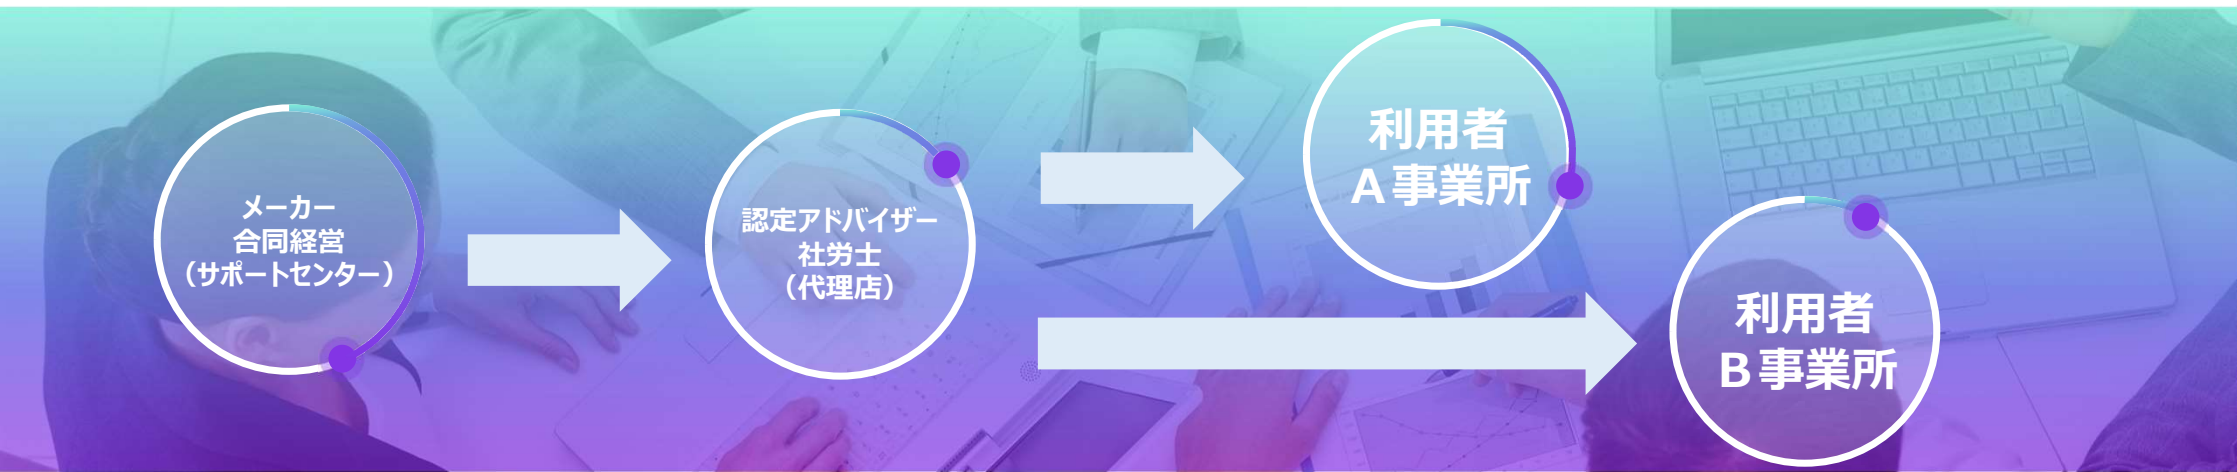 メーカー
合同経営
（サポートセンター）
認定アドバイザー
社労士
（代理店）
利用者
Ａ事業所
利用者
Ｂ事業所